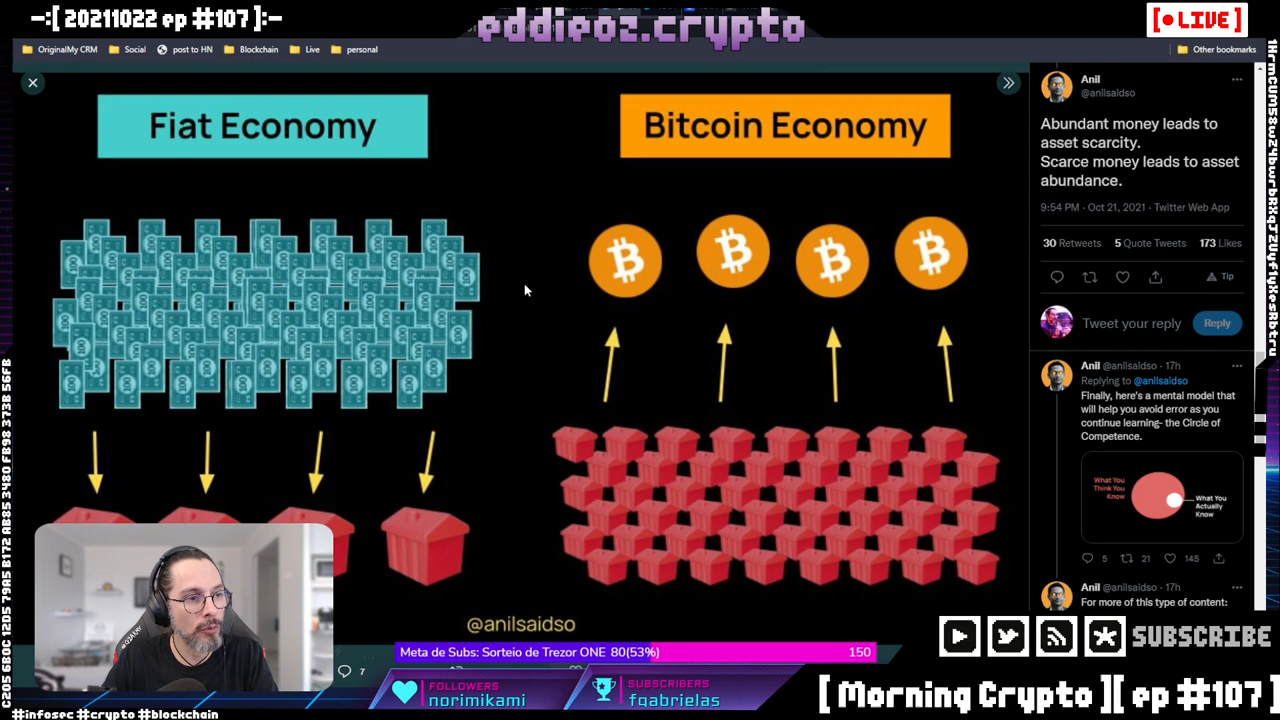 -:[ 20211022 ep #107 ]:-
eddieoz.crypto
[● LIVE]
OriginalMy CRM
Social
post to HN
Blockchain
Live
personal
Other bookmarks
Fiat Economy
Bitcoin Economy
@anilsaidso
Anil
@anilsaidso
Abundant money leads to
asset scarcity.
Scarce money leads to asset
abundance.
9:54 PM · Oct 21, 2021 · Twitter Web App
30 Retweets 5 Quote Tweets 173 Likes
Tip
Tweet your reply
Reply
Anil @anilsaidso · 17h
Replying to @anilsaidso
Finally, here's a mental model that
will help you avoid error as you
continue learning- the Circle of
Competence.
What You
Think You
Know
What You
Actually
Know
5 21 145
Anil @anilsaidso · 17h
For more of this type of content:
7
Meta de Subs: Sorteio de Trezor ONE 80(53%)
150
FOLLOWERS
norimikami
SUBSCRIBERS
fgabrielas
SUBSCRIBE
[ Morning Crypto ][ ep #107 ]
#infosec #crypto #blockchain